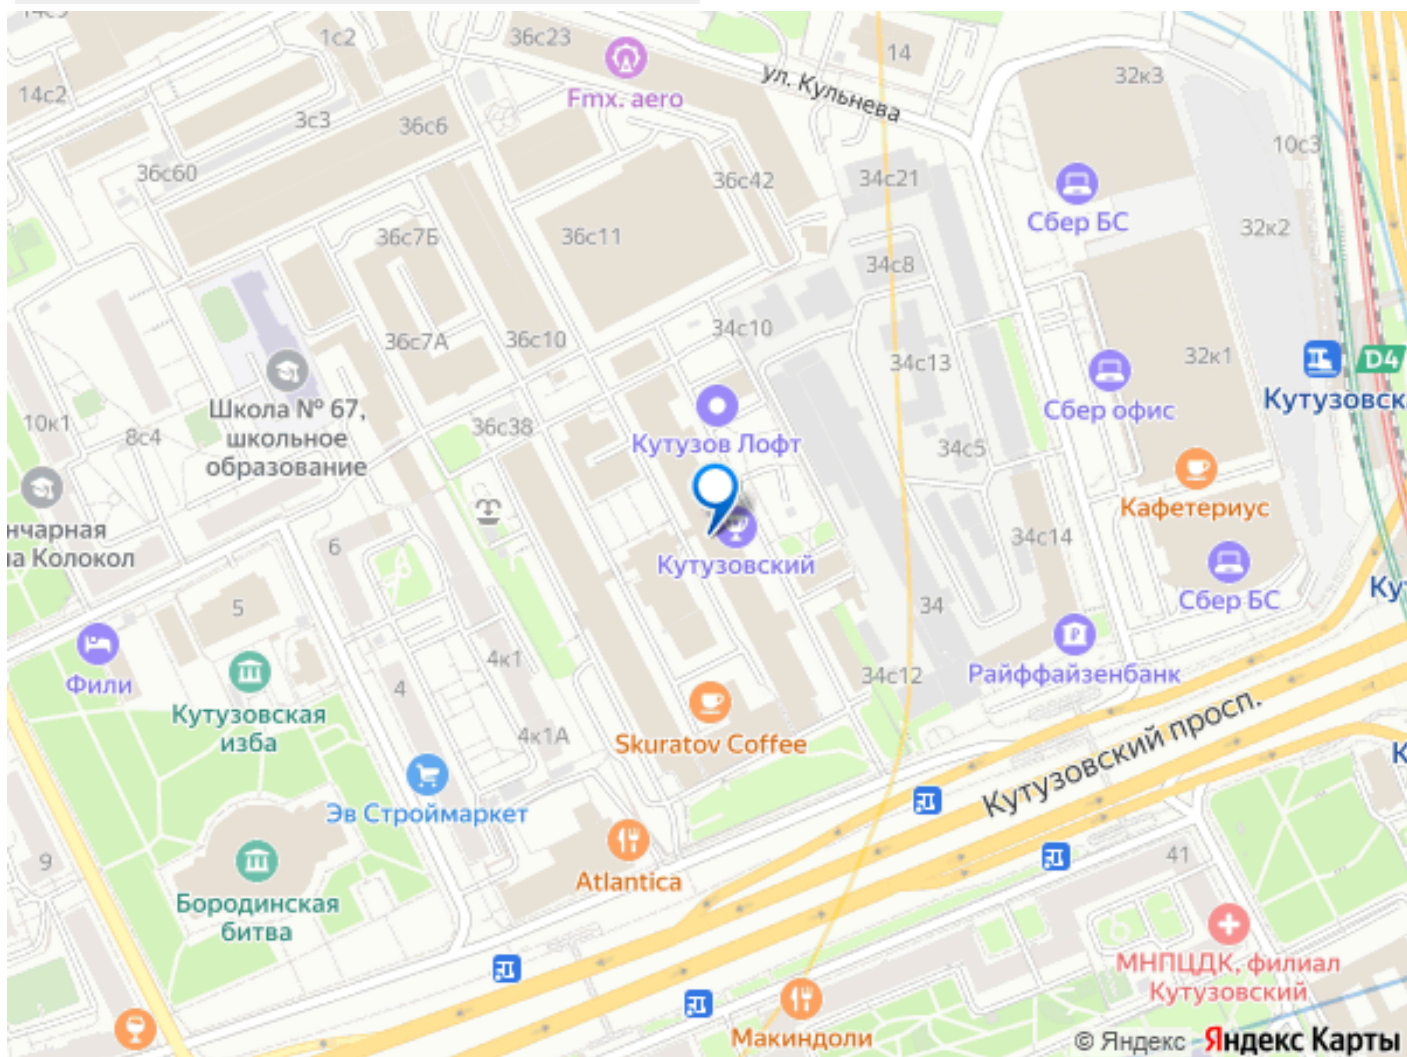 1с2
36с23
14
32к3
14с2
Fmx. aero
ул. Кульнева
3с3
36с6
10с3
36с60
36с42
34с21
Сбер БС
36с7Б
36с11
32к2
34с8
34с10
36с7А
36с10
34с13
32к1
D4
Школа № 67,
школьное
образование
Сбер офис
Кутузовск
10к1
8с4
36с38
Кутузов Лофт
34с5
Кафетериус
нчарная
а Колокол
6
34с14
Кутузовский
Сбер БС
Ку
5
34
4к1
34с12
Райффайзенбанк
Фили
4
Кутузовская
изба
4к1А
Skuratov Coffee
Кутузовский просп.
К
Эв Строймаркет
9
Atlantica
41
Бородинская
битва
МНПЦДК, филиал
Кутузовский
Макиндоли
© Яндекс Яндекс Карты